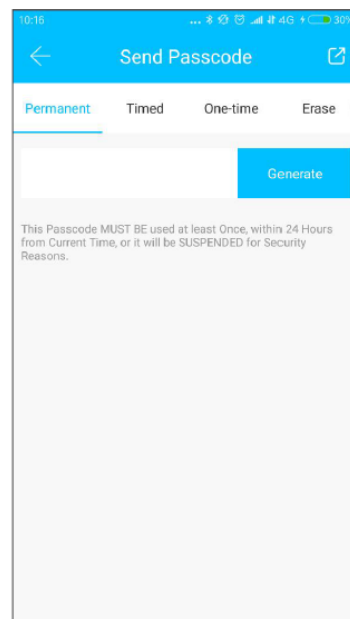 10:16 ... 4G 30%
Send Passcode
Permanent Timed One-time Erase
Generate
This Passcode MUST BE used at least Once, within 24 Hours
from Current Time, or it will be SUSPENDED for Security
Reasons.